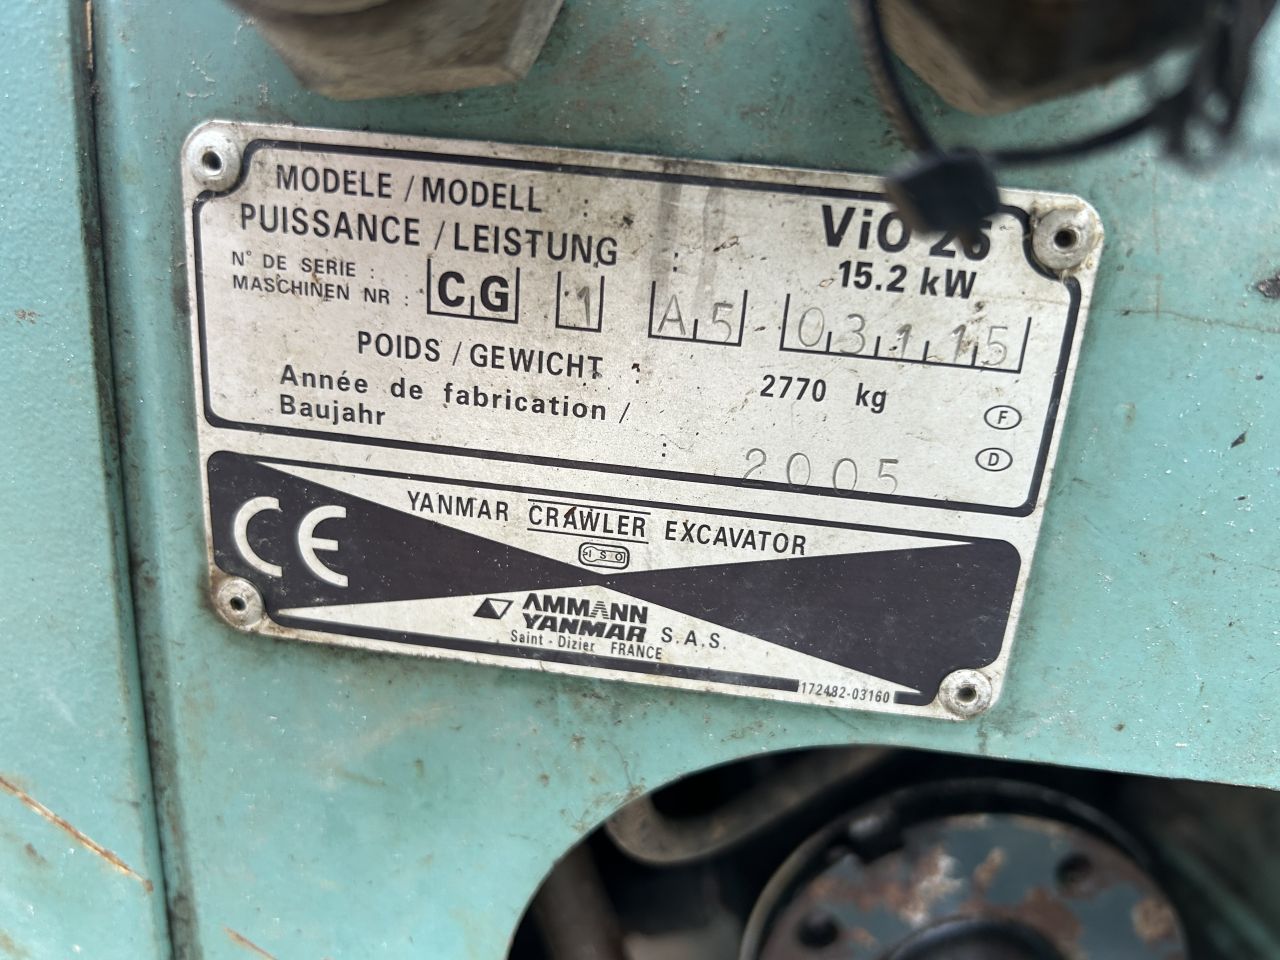 MODELE / MODELL : ViO 25
PUISSANCE / LEISTUNG : 15.2 kW
N° DE SERIE :
MASCHINEN NR : CG 1 A5 03115
POIDS / GEWICHT : 2770 kg
Année de fabrication /
Baujahr : 2005
F
D
CE
YANMAR CRAWLER EXCAVATOR
ISO
AMMANN
YANMAR S.A.S.
Saint - Dizier FRANCE
172482-03160